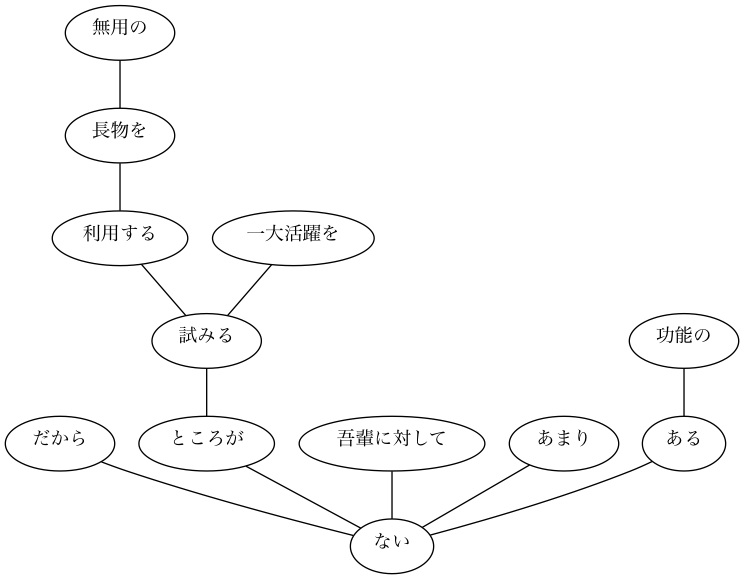 無用の
長物を
利用する 一大活躍を
試みる 功能の
だから ところが 吾輩に対して あまり ある
ない